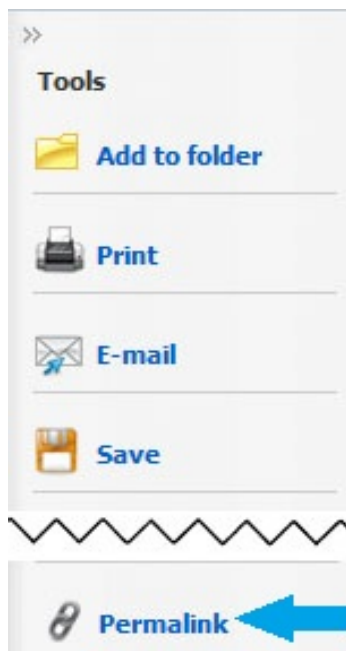 Tools
Add to folder
Print
E-mail
Save
Permalink